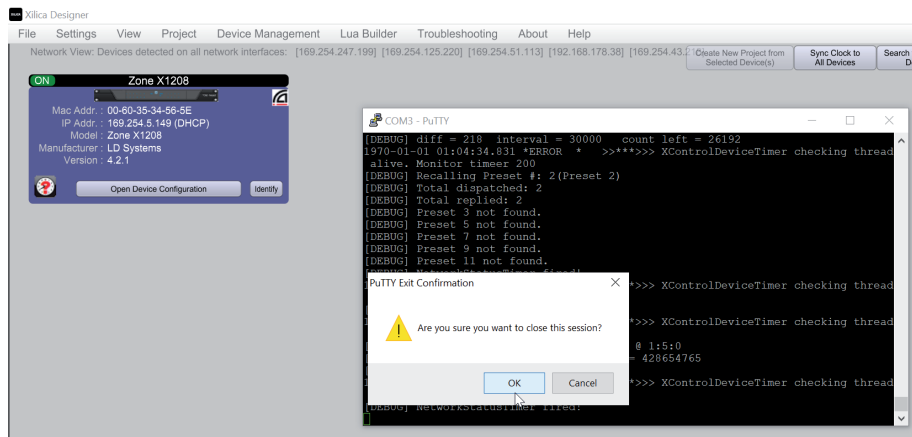 XILICA Xilica Designer
File Settings View Project Device Management Lua Builder Troubleshooting About Help
Network View: Devices detected on all network interfaces: [169.254.247.199] [169.254.125.220] [169.254.51.113] [192.168.178.38] [169.254.43.
Create New Project from
Selected Device(s)
Sync Clock to
All Devices
Search
D
ON Zone X1208
Mac Addr. : 00-60-35-34-56-5E
IP Addr. : 169.254.5.149 (DHCP)
Model : Zone X1208
Manufacturer : LD Systems
Version : 4.2.1
Open Device Configuration
Identify
COM3 - PuTTY
[DEBUG] diff = 218 interval = 30000 count left = 26192
1970-01-01 01:04:34.831 *ERROR * >>***>>> XControlDeviceTimer checking thread
alive. Monitor timeer 200
[DEBUG] Recalling Preset #: 2(Preset 2)
[DEBUG] Total dispatched: 2
[DEBUG] Total replied: 2
[DEBUG] Preset 3 not found.
[DEBUG] Preset 5 not found.
[DEBUG] Preset 7 not found.
[DEBUG] Preset 9 not found.
[DEBUG] Preset 11 not found.
[DEBUG] NetworkStatusTimer fired!
*>>> XControlDeviceTimer checking thread
*>>> XControlDeviceTimer checking thread
@ 1:5:0
= 428654765
*>>> XControlDeviceTimer checking thread
[DEBUG] NetworkStatusTimer fired!
PuTTY Exit Confirmation
Are you sure you want to close this session?
OK
Cancel